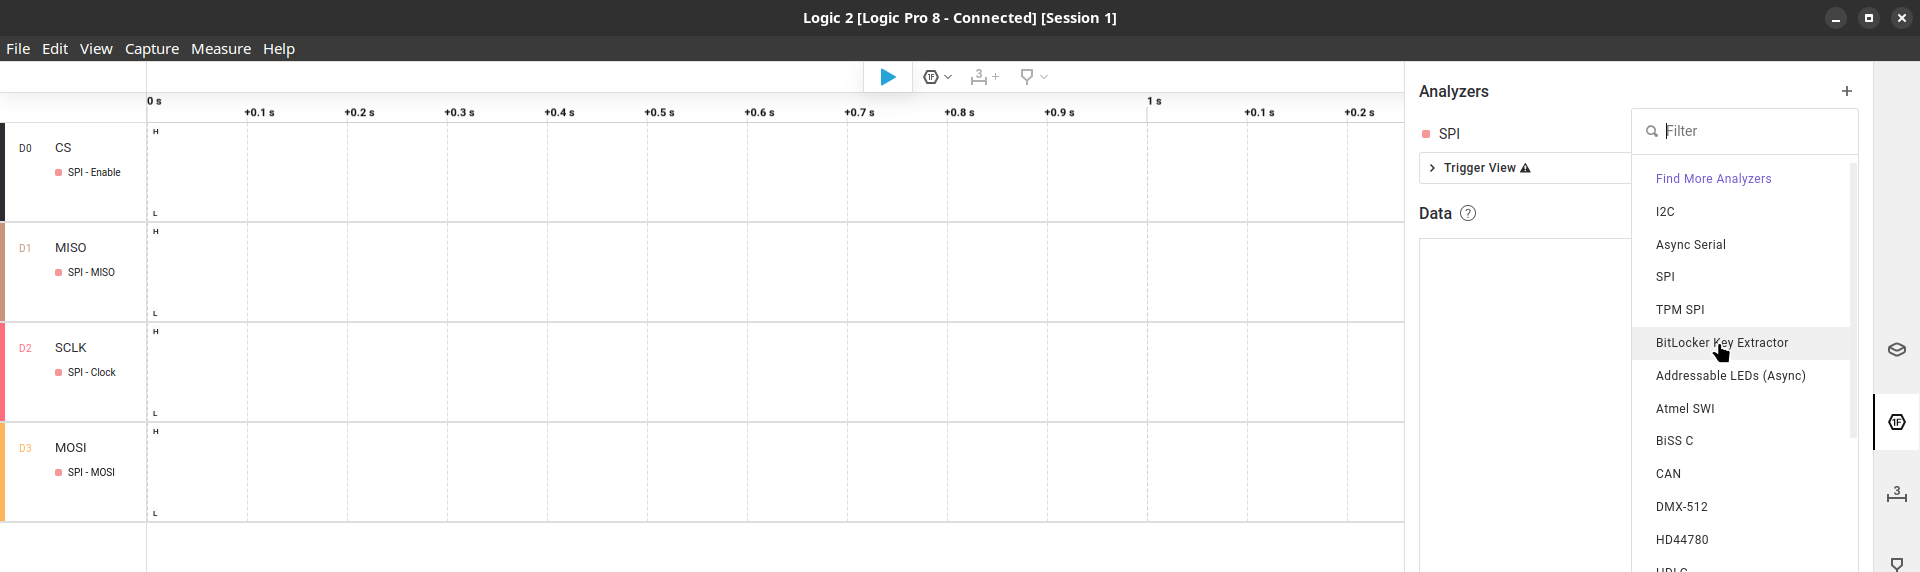 Logic 2 [Logic Pro 8 - Connected] [Session 1]
File Edit View Capture Measure Help
1F 3 +
0 s 1 s
+0.1 s +0.2 s +0.3 s +0.4 s +0.5 s +0.6 s +0.7 s +0.8 s +0.9 s +0.1 s +0.2 s
D0 CS
SPI - Enable
H
L
D1 MISO
SPI - MISO
H
L
D2 SCLK
SPI - Clock
H
L
D3 MOSI
SPI - MOSI
H
L
Analyzers +
SPI
Trigger View
Data ?
Filter
Find More Analyzers
I2C
Async Serial
SPI
TPM SPI
BitLocker Key Extractor
Addressable LEDs (Async)
Atmel SWI
BiSS C
CAN
DMX-512
HD44780
HDLC
1F
3